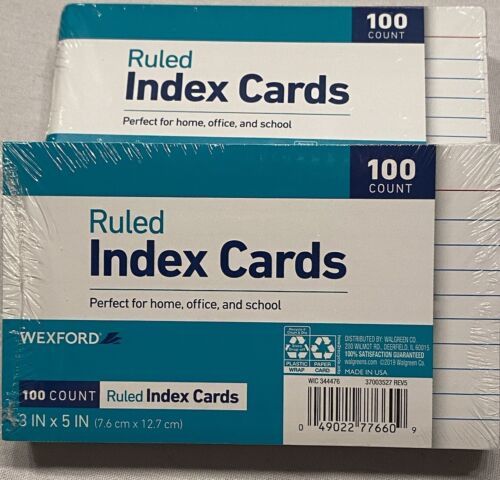 100
COUNT
Ruled
Index Cards
Perfect for home, office, and school
100
COUNT
Ruled
Index Cards
Perfect for home, office, and school
WEXFORD
100 COUNT Ruled Index Cards
3 IN x 5 IN (7.6 cm x 12.7 cm)
PLASTIC WRAP
PAPER CARD
DISTRIBUTED BY: WALGREEN CO.
200 WILMOT RD., DEERFIELD, IL 60015
100% SATISFACTION GUARANTEED
walgreens.com ©2019 Walgreen Co.
MADE IN USA.
WIC 344476 37003527 REV5
0 49022 77660 9